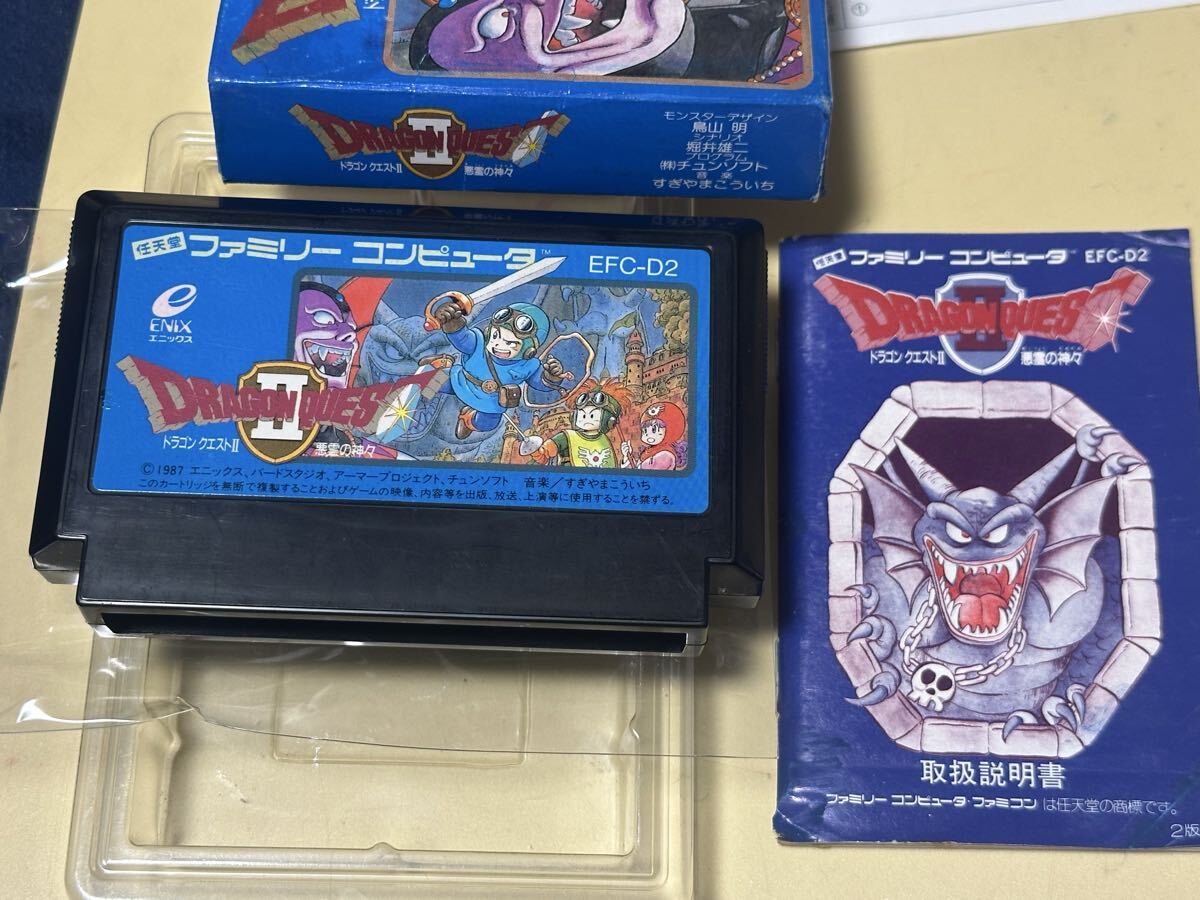 DRAGON QUEST
II
ドラゴン クエストII
悪霊の神々
モンスターデザイン
鳥山 明
シナリオ
堀井雄二
プログラム
(株)チュンソフト
音楽
すぎやまこういち
任天堂 ファミリー コンピュータ™
EFC-D2
ENIX
エニックス
DRAGON QUEST
II
ドラゴン クエストII
悪霊の神々
©1987 エニックス、バードスタジオ、アーマープロジェクト、チュンソフト 音楽/すぎやまこういち
このカートリッジを無断で複製することおよびゲームの映像、内容等を出版、放送、上演等に使用することを禁ずる。
任天堂 ファミリー コンピュータ™ EFC-D2
DRAGON QUEST
II
ドラゴン クエストII
悪霊の神々
取扱説明書
ファミリー コンピュータ・ファミコン は任天堂の商標です。
2版